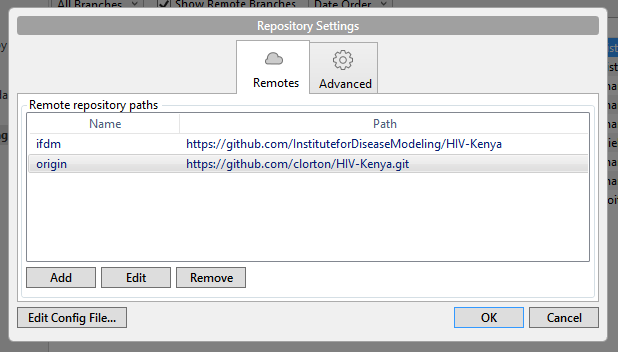 All Branches
Show Remote Branches
Date Order
Repository Settings
Remotes
Advanced
Remote repository paths
Name
Path
ifdm
https://github.com/InstituteforDiseaseModeling/HIV-Kenya
origin
https://github.com/clorton/HIV-Kenya.git
Add
Edit
Remove
Edit Config File...
OK
Cancel